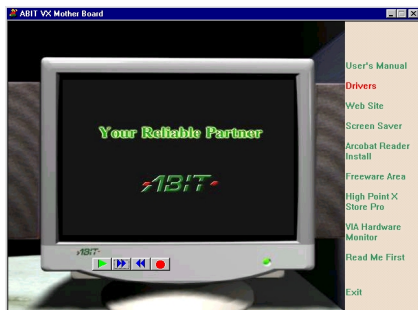 ABIT VX Mother Board
Your Reliable Partner
ABIT
ABIT
User's Manual
Drivers
Web Site
Screen Saver
Arcobat Reader
Install
Freeware Area
High Point X
Store Pro
VIA Hardware
Monitor
Read Me First
Exit